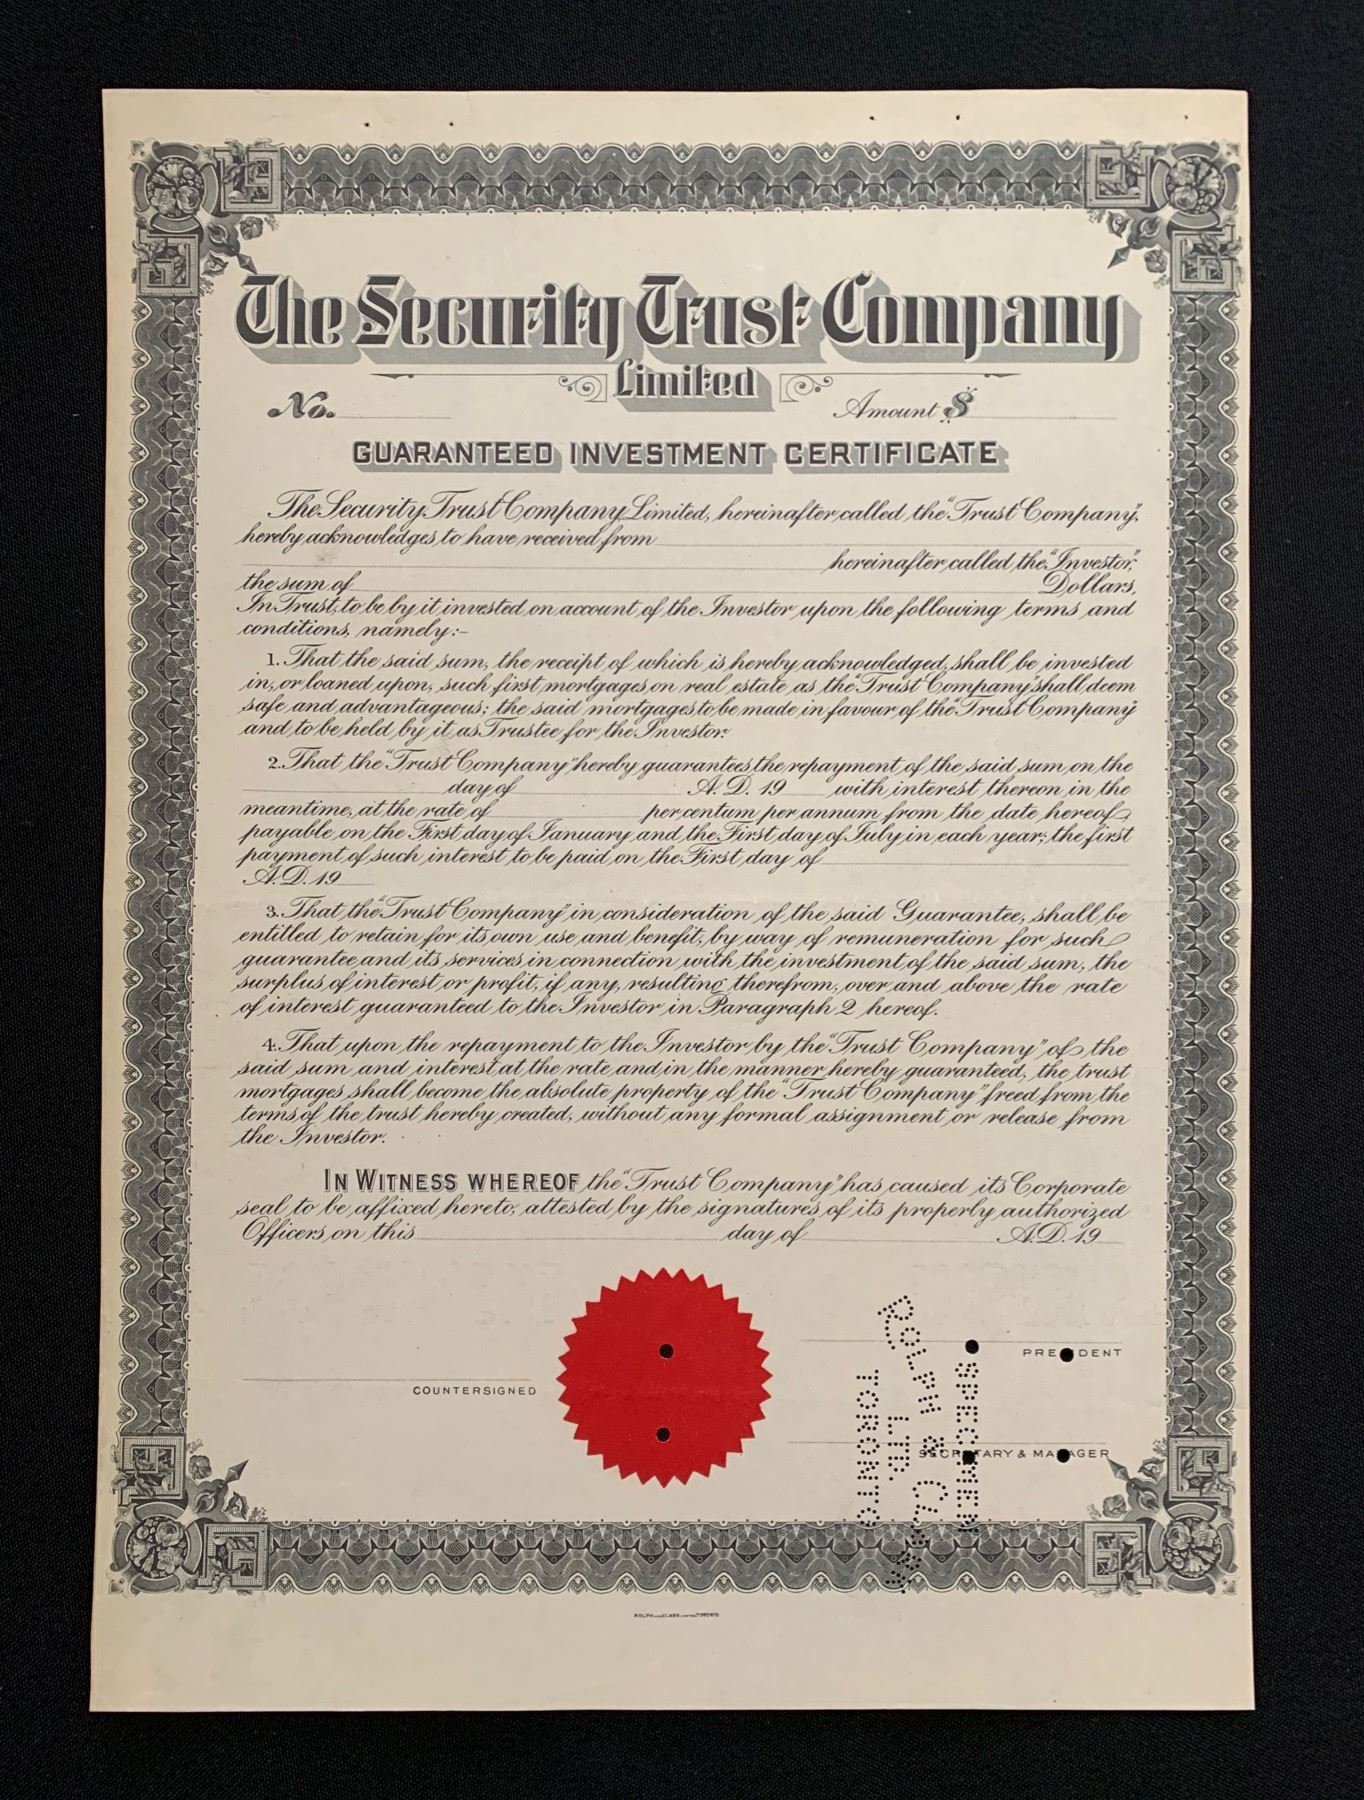 The Security Trust Company
Limited
No.
Amount $
GUARANTEED INVESTMENT CERTIFICATE
The Security Trust Company Limited, hereinafter called the "Trust Company",
hereby acknowledges to have received from
hereinafter called the "Investor",
the sum of Dollars,
In Trust, to be by it invested on account of the Investor upon the following terms and
conditions, namely:-
1. That the said sum, the receipt of which is hereby acknowledged, shall be invested
in, or loaned upon, such first mortgages on real estate as the "Trust Company" shall deem
safe and advantageous; the said mortgages to be made in favour of the "Trust Company"
and to be held by it as Trustee for the Investor.
2. That the "Trust Company" hereby guarantees the repayment of the said sum on the
day of A.D. 19 with interest thereon in the
meantime, at the rate of per centum per annum from the date hereof
payable on the First day of January and the First day of July in each year; the first
payment of such interest to be paid on the First day of
A.D. 19
3. That the "Trust Company" in consideration of the said Guarantee, shall be
entitled to retain for its own use and benefit, by way of remuneration for such
guarantee and its services in connection with the investment of the said sum, the
surplus of interest or profit, if any, resulting therefrom, over and above the rate
of interest guaranteed to the Investor in Paragraph 2 hereof.
4. That upon the repayment to the Investor by the "Trust Company" of the
said sum and interest at the rate and in the manner hereby guaranteed, the trust
mortgages shall become the absolute property of the "Trust Company" freed from the
terms of the trust hereby created, without any formal assignment or release from
the Investor.
IN WITNESS WHEREOF the "Trust Company" has caused its Corporate
seal to be affixed hereto, attested by the signatures of its properly authorized
Officers on this day of A.D. 19
PRESIDENT
COUNTERSIGNED
SECRETARY & MANAGER
SPECIMEN
ROLPH & CLARK
LTD.
TORONTO
ROLPH AND CLARK LIMITED TORONTO